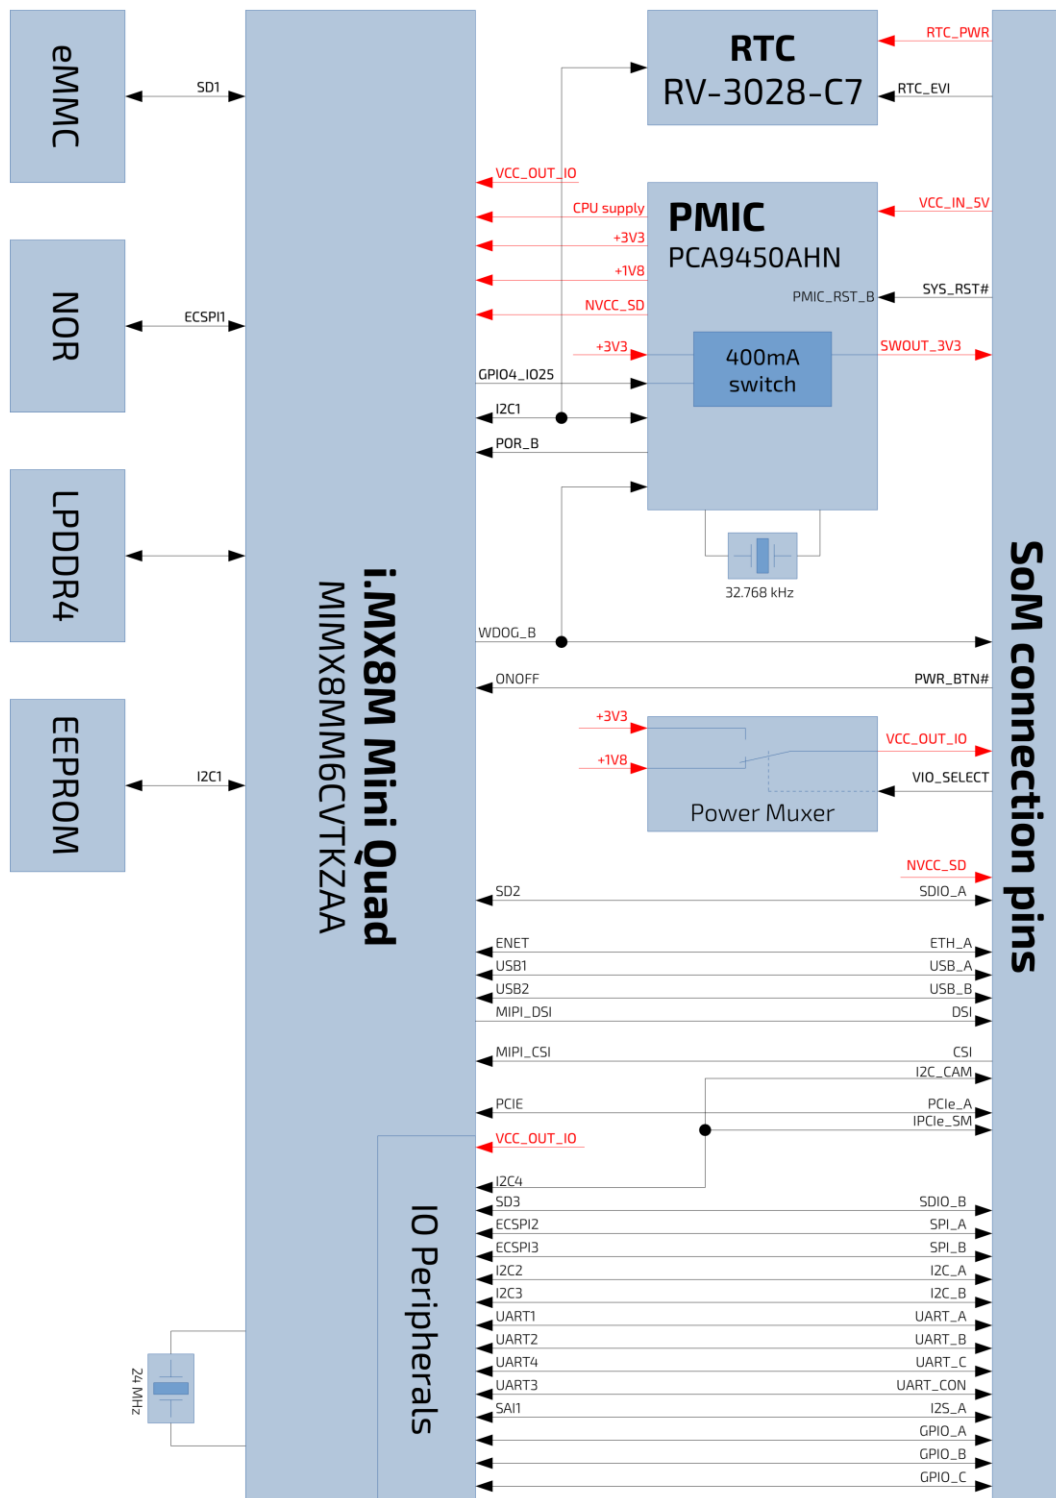 eMMC
SD1
NOR
ECSPI1
LPDDR4
EEPROM
I2C1
i.MX8M Mini Quad
MIMX8MM6CVTKZAA
24 MHz
IO Peripherals
RTC
RV-3028-C7
RTC_PWR
RTC_EVI
VCC_OUT_IO
CPU supply
+3V3
+1V8
NVCC_SD
+3V3
GPIO4_IO25
I2C1
POR_B
PMIC
PCA9450AHN
PMIC_RST_B
400mA
switch
VCC_IN_5V
SYS_RST#
SWOUT_3V3
32.768 kHz
WDOG_B
ONOFF
PWR_BTN#
+3V3
+1V8
Power Muxer
VCC_OUT_IO
VIO_SELECT
SoM connection pins
NVCC_SD
SD2 SDIO_A
ENET ETH_A
USB1 USB_A
USB2 USB_B
MIPI_DSI DSI
MIPI_CSI CSI
I2C_CAM
PCIE PCIe_A
IPCIe_SM
VCC_OUT_IO
I2C4
SD3 SDIO_B
ECSPI2 SPI_A
ECSPI3 SPI_B
I2C2 I2C_A
I2C3 I2C_B
UART1 UART_A
UART2 UART_B
UART4 UART_C
UART3 UART_CON
SAI1 I2S_A
GPIO_A
GPIO_B
GPIO_C